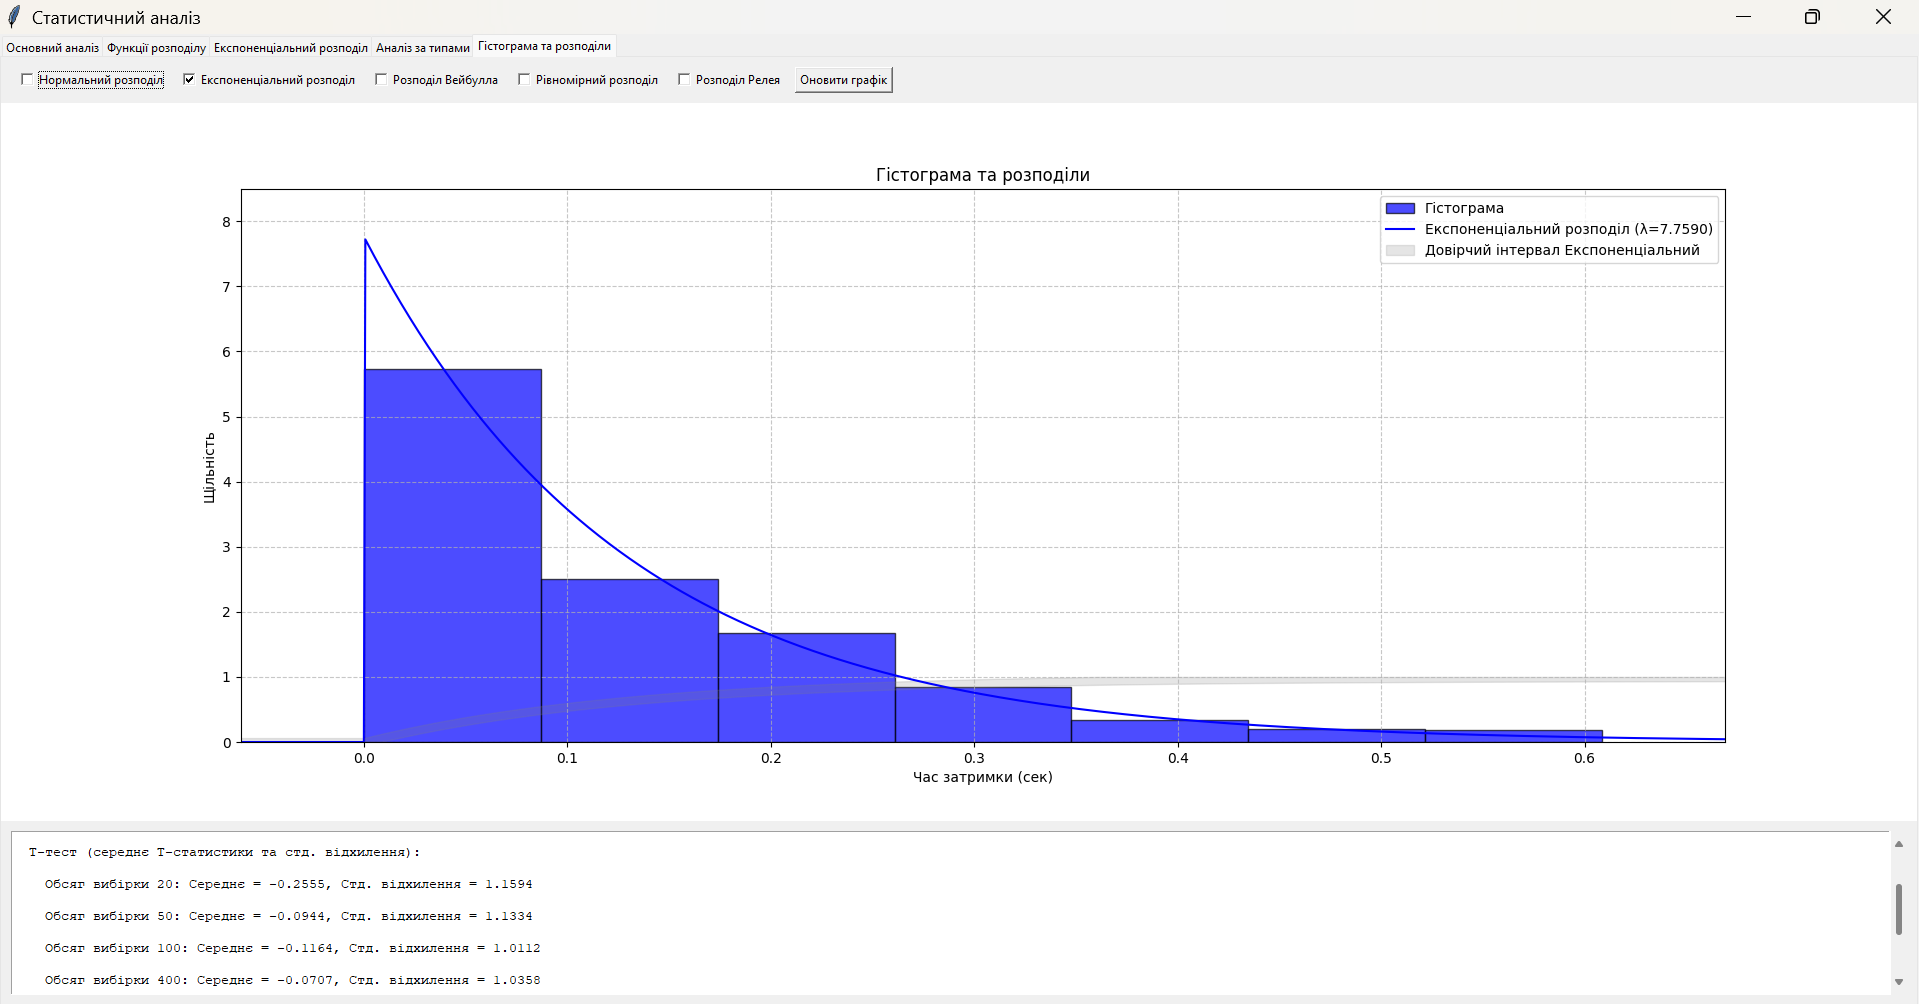 Статистичний аналіз
Основний аналіз Функції розподілу Експоненціальний розподіл Аналіз за типами Гістограма та розподіли
Нормальний розподіл Експоненціальний розподіл Розподіл Вейбулла Рівномірний розподіл Розподіл Релея Оновити графік
Гістограма та розподіли
Гістограма
Експоненціальний розподіл (λ=7.7590)
Довірчий інтервал Експоненціальний
8
7
6
5
4
3
2
1
0
Щільність
0.0 0.1 0.2 0.3 0.4 0.5 0.6
Час затримки (сек)
Т-тест (середнє Т-статистики та стд. відхилення):
Обсяг вибірки 20: Середнє = -0.2555, Стд. відхилення = 1.1594
Обсяг вибірки 50: Середнє = -0.0944, Стд. відхилення = 1.1334
Обсяг вибірки 100: Середнє = -0.1164, Стд. відхилення = 1.0112
Обсяг вибірки 400: Середнє = -0.0707, Стд. відхилення = 1.0358